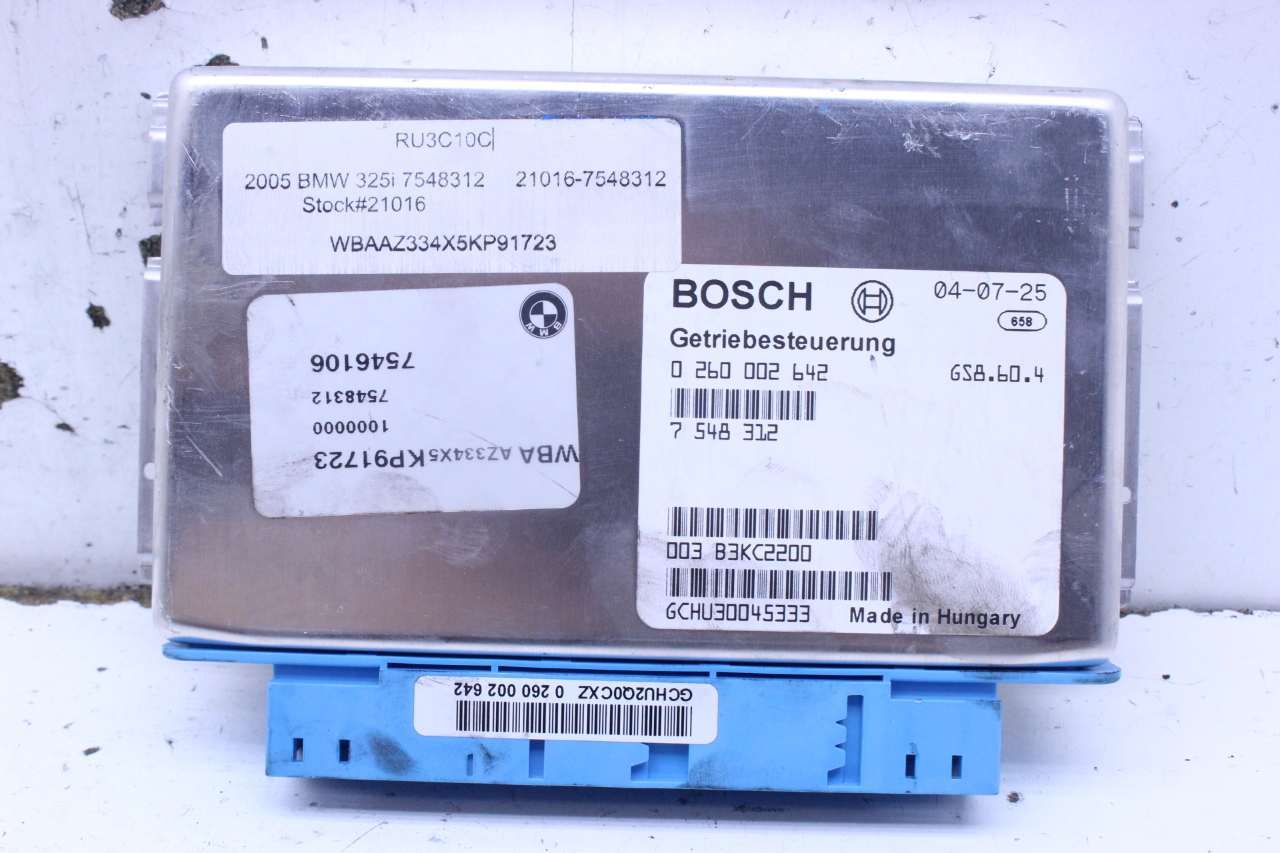 RU3C10C
2005 BMW 325i 7548312 21016-7548312
Stock#21016
WBAAZ334X5KP91723
BMW
7546106
7548312
1000000
WBA AZ334X5KP91723
BOSCH 04-07-25
658
Getriebesteuerung
0 260 002 642 GS8.60.4
7 548 312
003 B3KC2200
GCHU30045333 Made in Hungary
GCHU2Q0CXZ 0 260 002 642